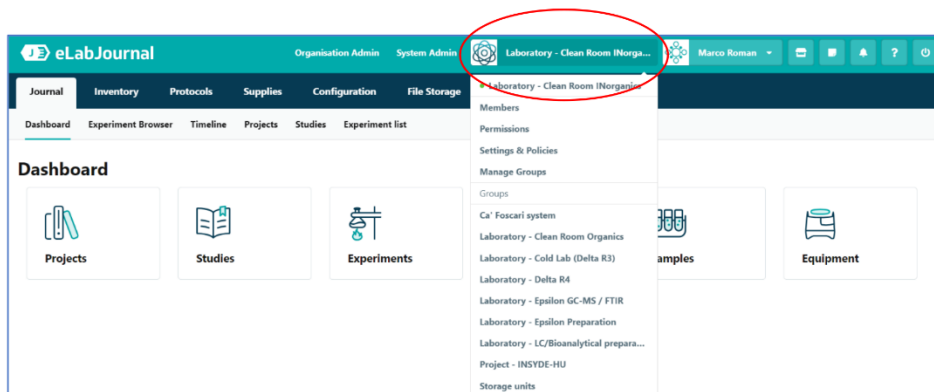 eLabJournal
Organisation Admin
System Admin
Laboratory - Clean Room INorga...
Marco Roman
?
Journal
Inventory
Protocols
Supplies
Configuration
File Storage
Laboratory - Clean Room INorganics
Dashboard
Experiment Browser
Timeline
Projects
Studies
Experiment list
Members
Permissions
Settings & Policies
Manage Groups
Groups
Ca' Foscari system
Laboratory - Clean Room Organics
Laboratory - Cold Lab (Delta R3)
Laboratory - Delta R4
Laboratory - Epsilon GC-MS / FTIR
Laboratory - Epsilon Preparation
Laboratory - LC/Bioanalytical prepara...
Project - INSYDE-HU
Storage units
Dashboard
Projects
Studies
Experiments
amples
Equipment